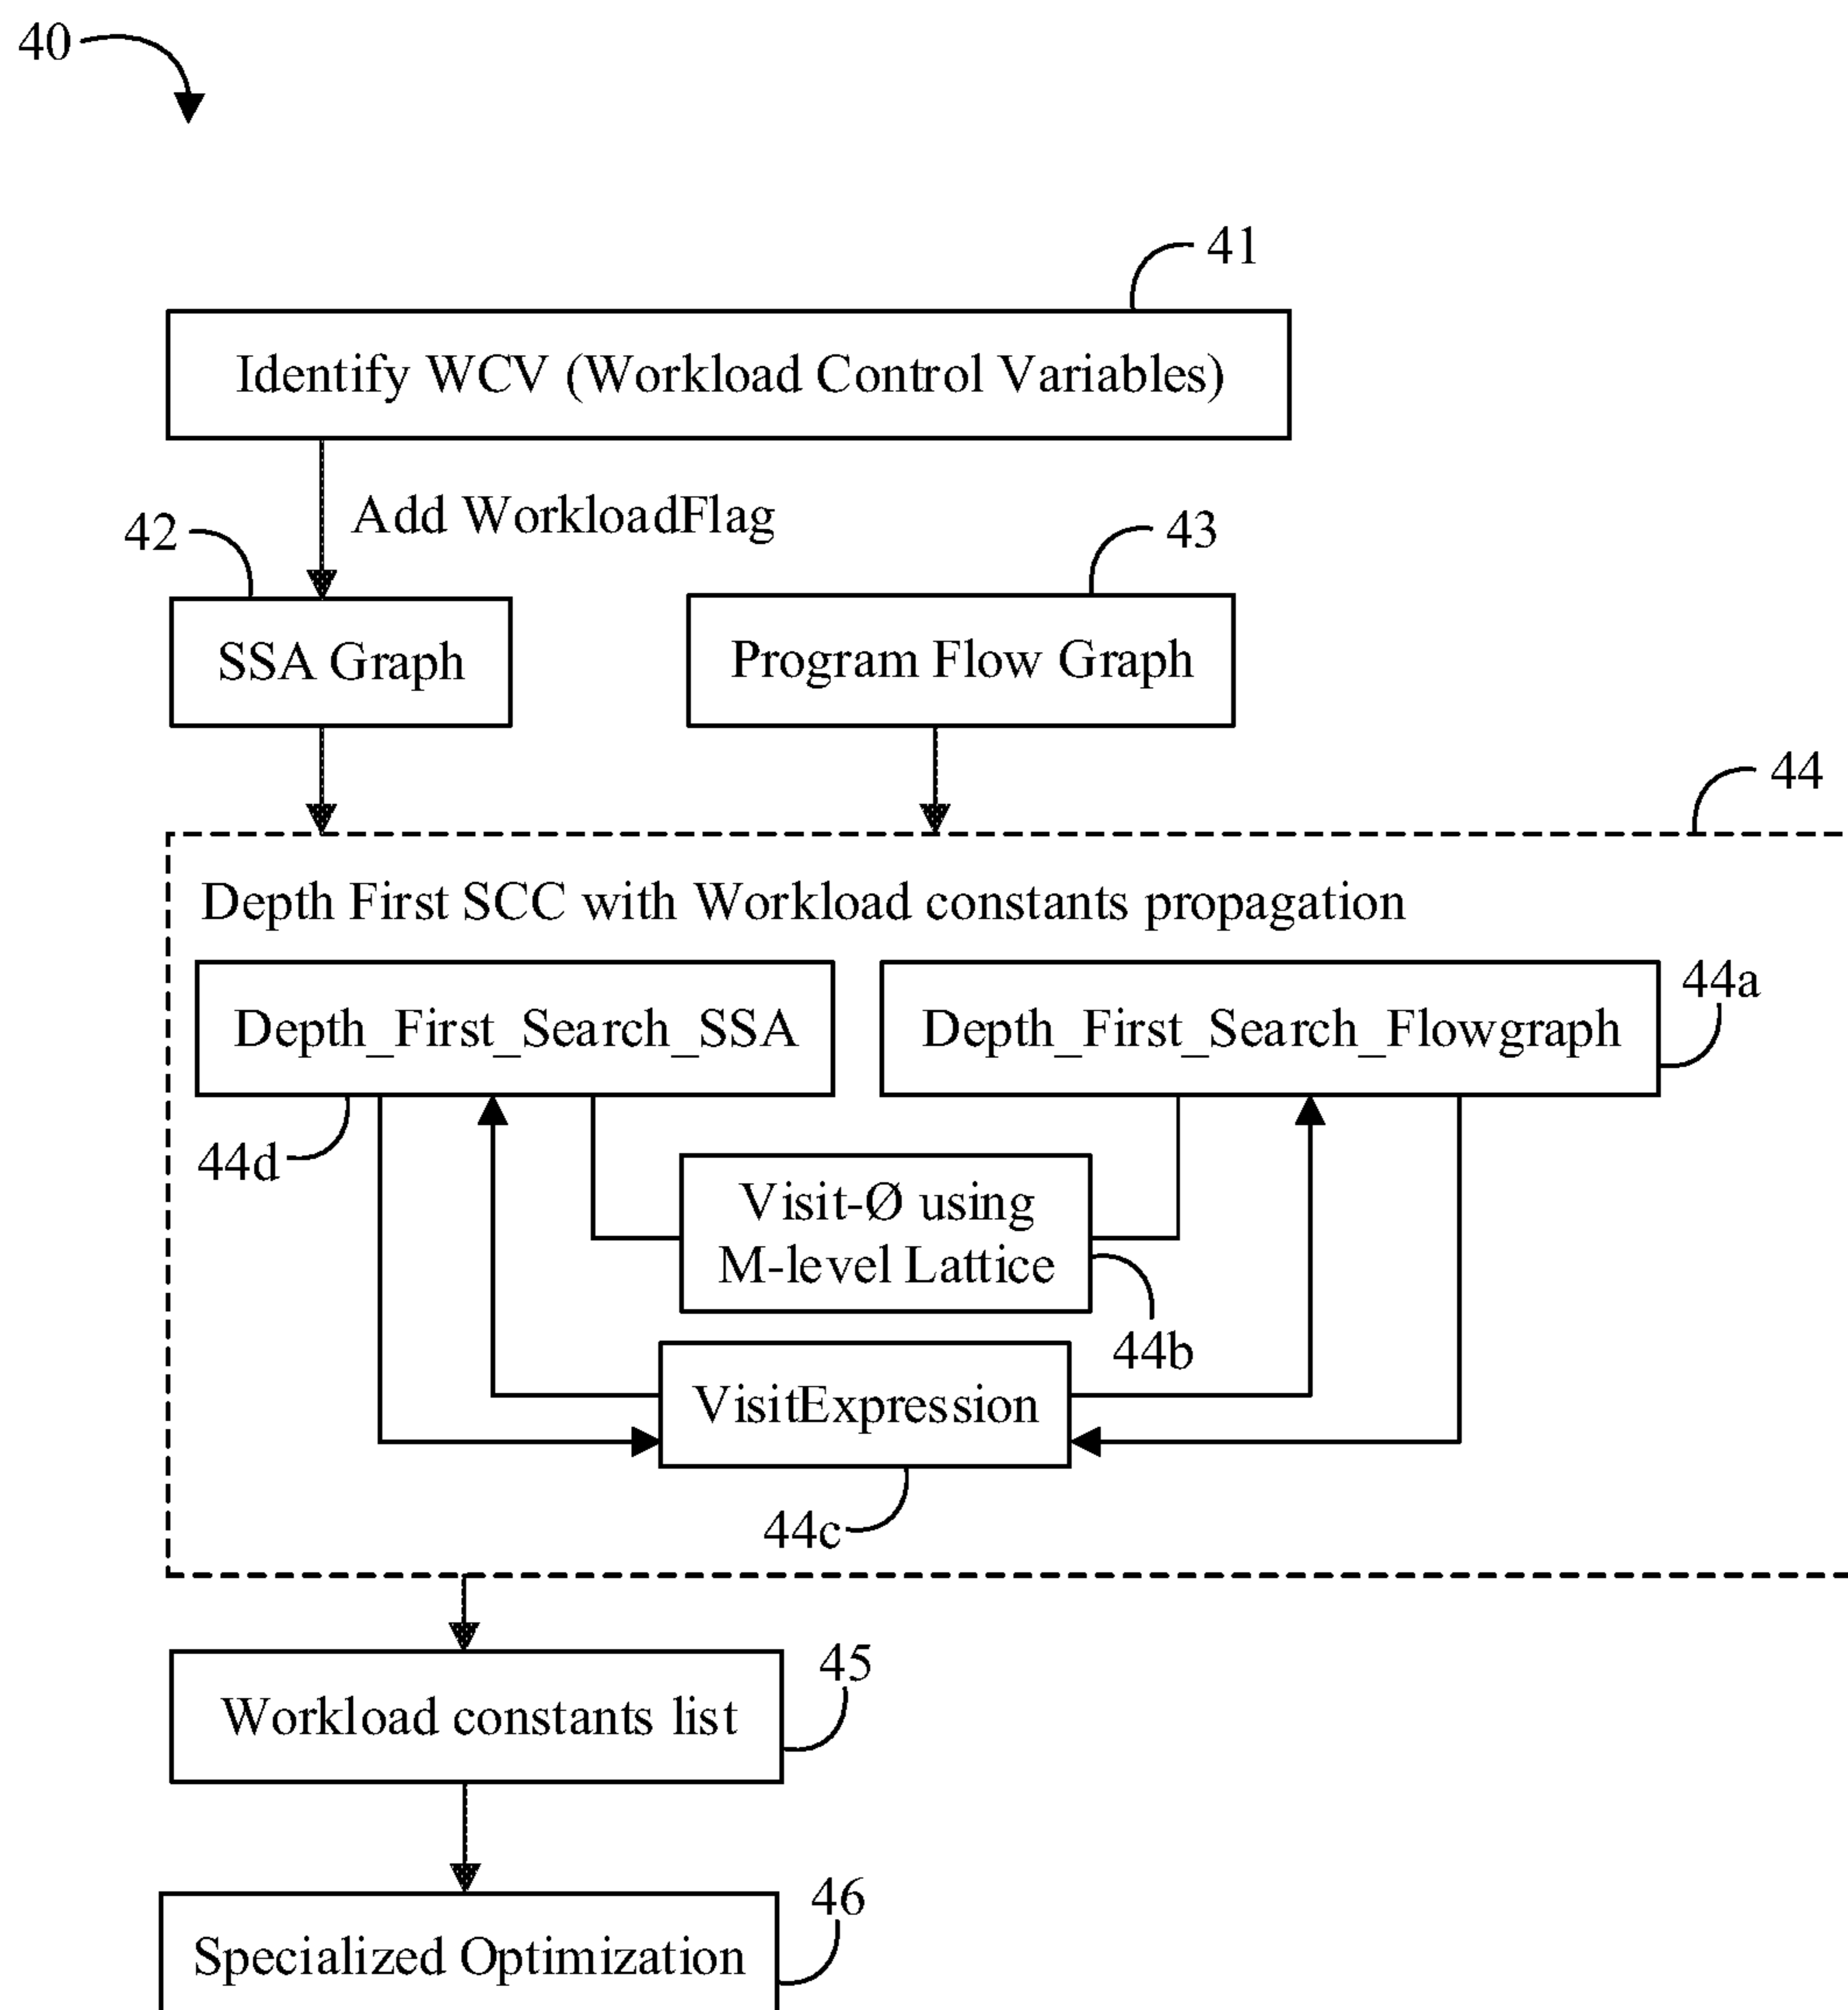 40
41
Identify WCV (Workload Control Variables)
Add WorkloadFlag
42
43
SSA Graph
Program Flow Graph
44
Depth First SCC with Workload constants propagation
Depth_First_Search_SSA
Depth_First_Search_Flowgraph
44a
44d
Visit-Ø using
M-level Lattice
44b
VisitExpression
44c
45
Workload constants list
46
Specialized Optimization